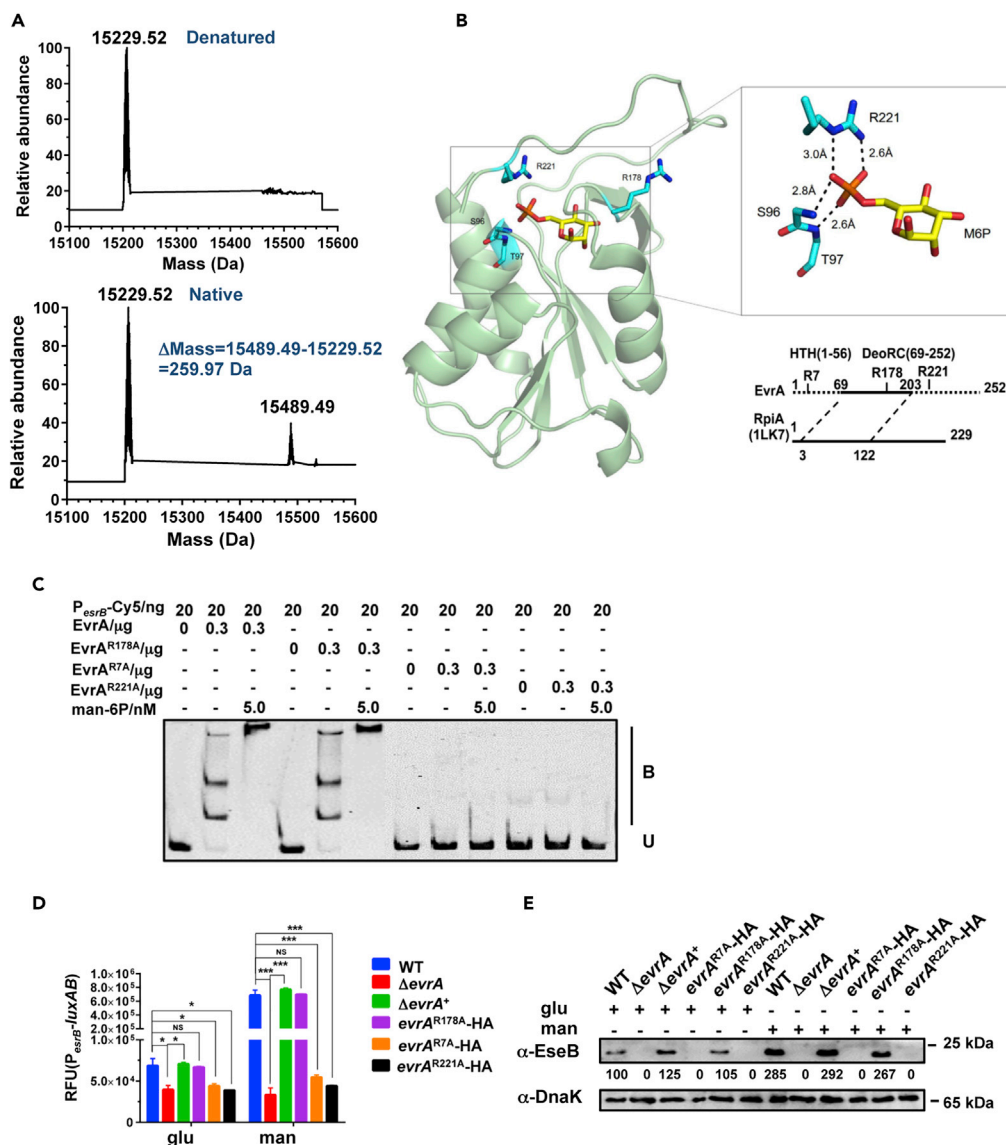 A
15229.52 Denatured
Relative abundance
100
80
60
40
20
0
15100 15200 15300 15400 15500 15600
Mass (Da)
15229.52 Native
ΔMass=15489.49-15229.52
=259.97 Da
15489.49
Relative abundance
100
80
60
40
20
0
15100 15200 15300 15400 15500 15600
Mass (Da)
B
R221
R178
S96
T97
R221
3.0Å
2.6Å
2.8Å
S96
2.6Å
T97
M6P
HTH(1-56) DeoRC(69-252)
1 R7 69 R178 203 R221
EvrA 252
RpiA 1
(1LK7) 229
3 122
C
PesrB-Cy5/ng 20 20 20 20 20 20 20 20 20 20 20 20
EvrA/μg 0 0.3 0.3 - - - - - - - - -
EvrAR178A/μg - - - 0 0.3 0.3 - - - - - -
EvrAR7A/μg - - - - - - 0 0.3 0.3 - - -
EvrAR221A/μg - - - - - - - - - 0 0.3 0.3
man-6P/nM - - 5.0 - - 5.0 - - 5.0 - - 5.0
B
U
D
RFU(PesrB-luxAB)
1.0×10⁶
8.0×10⁵
6.0×10⁵
4.0×10⁵
2.0×10⁵
1.0×10⁵
5.0×10⁴
0
* * NS * *
*** *** NS *** ***
glu man
WT
ΔevrA
ΔevrA⁺
evrAR178A-HA
evrAR7A-HA
evrAR221A-HA
E
WT ΔevrA ΔevrA⁺ evrAR7A-HA evrAR178A-HA evrAR221A-HA WT ΔevrA ΔevrA⁺ evrAR7A-HA evrAR178A-HA evrAR221A-HA
glu + + + + + + - - - - - -
man - - - - - - + + + + + +
α-EseB 25 kDa
100 0 125 0 105 0 285 0 292 0 267 0
α-DnaK 65 kDa